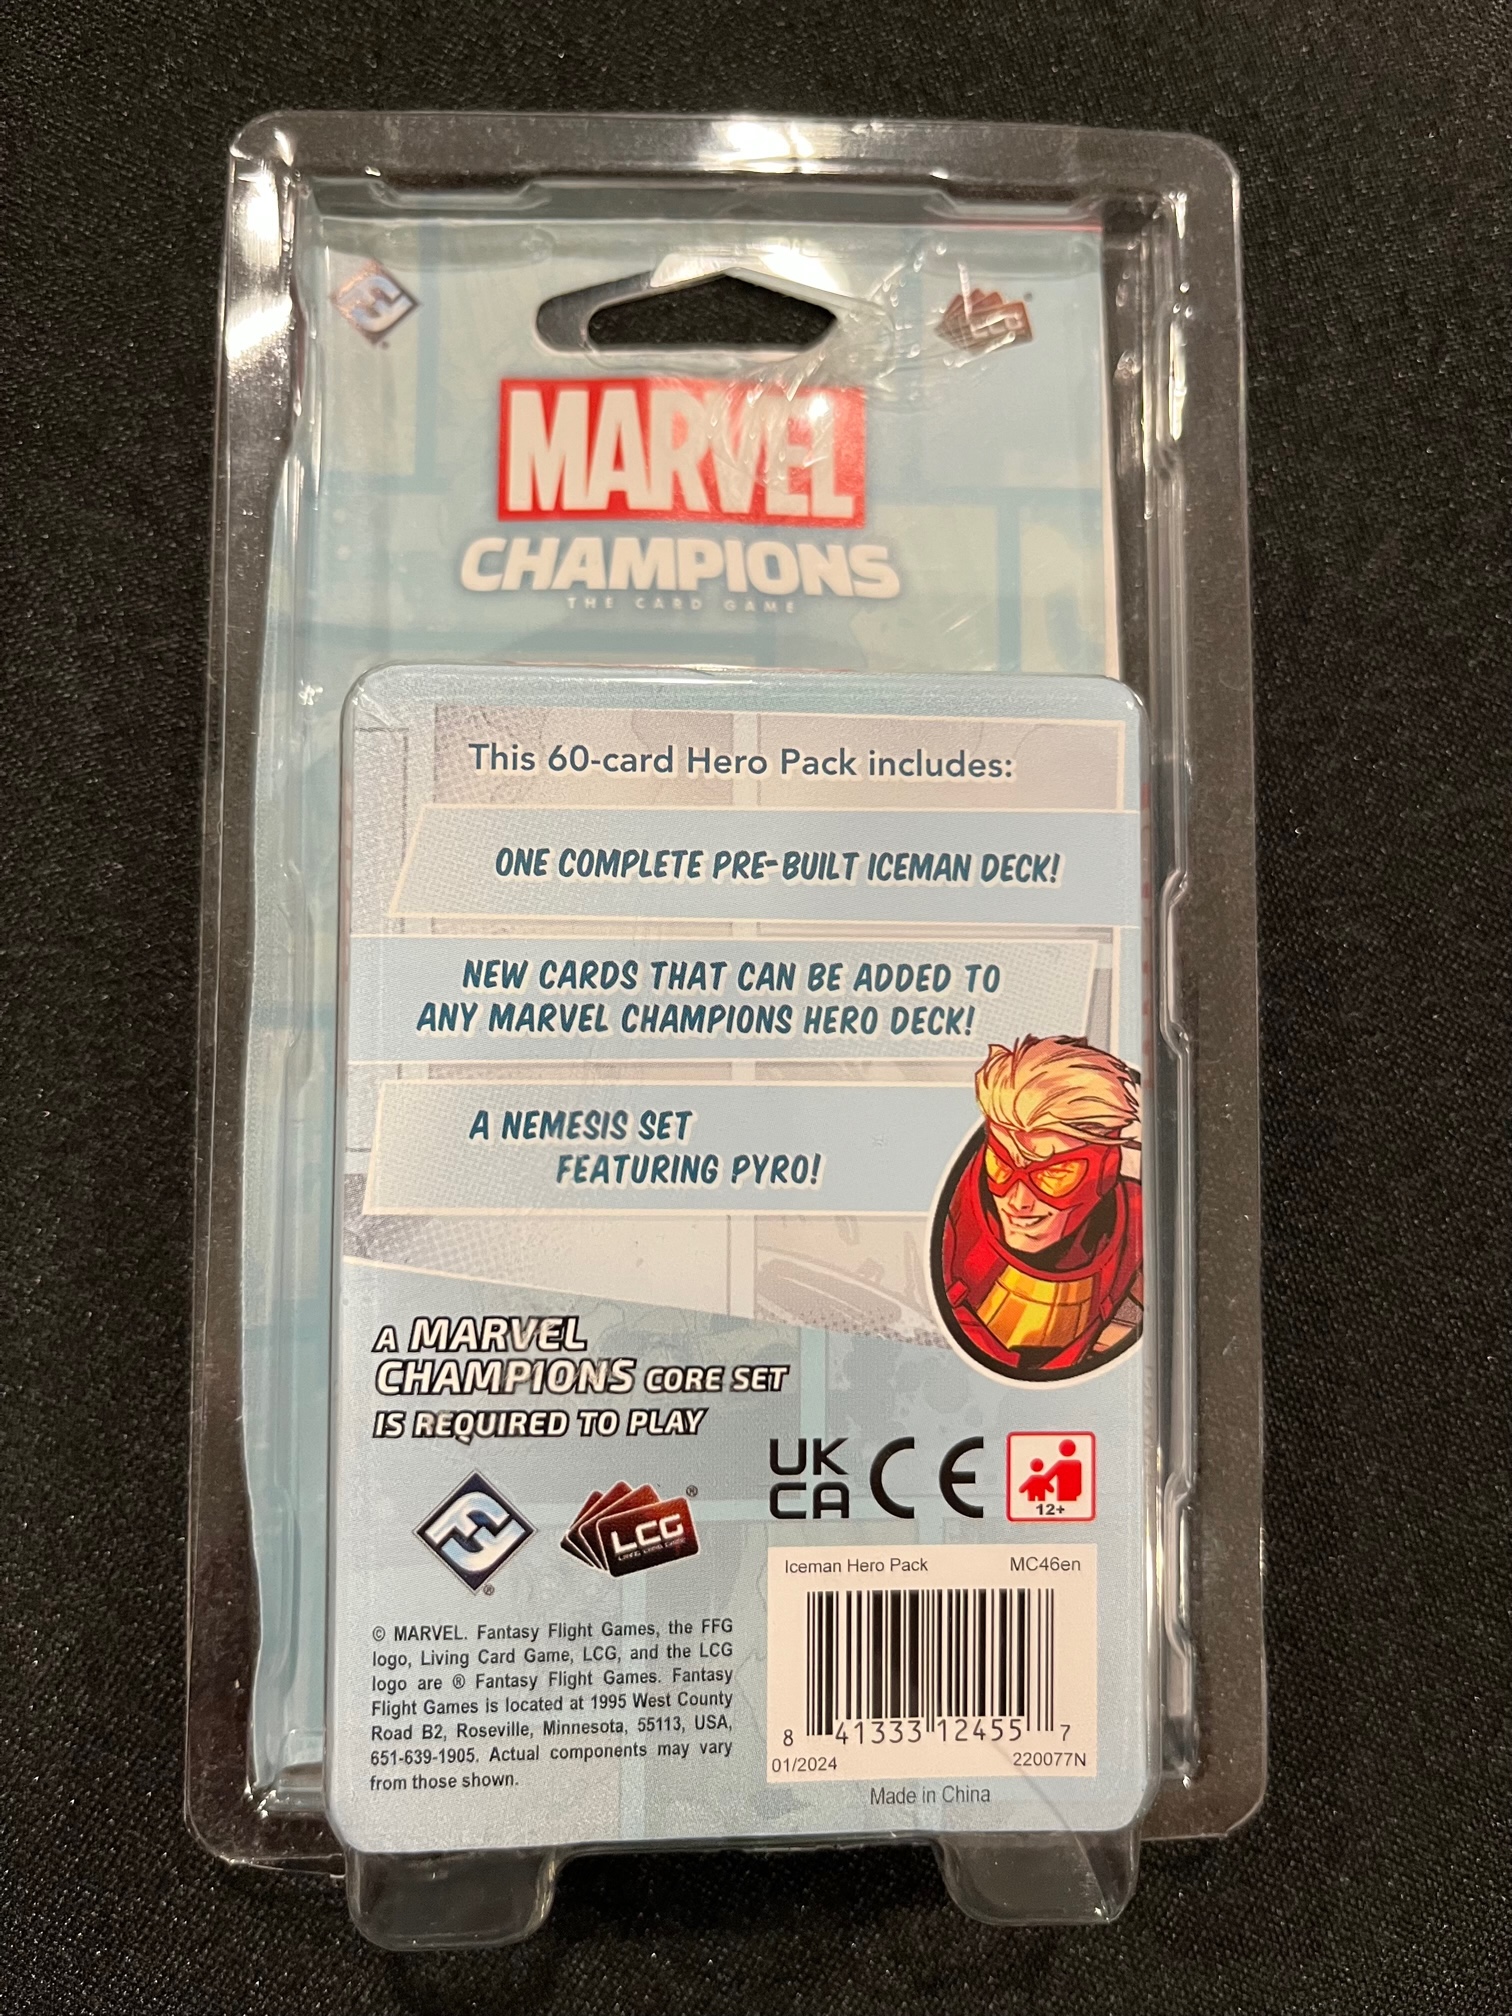 MARVEL
CHAMPIONS
THE CARD GAME
LCG
This 60-card Hero Pack includes:
ONE COMPLETE PRE-BUILT ICEMAN DECK!
NEW CARDS THAT CAN BE ADDED TO
ANY MARVEL CHAMPIONS HERO DECK!
A NEMESIS SET
FEATURING PYRO!
A MARVEL
CHAMPIONS CORE SET
IS REQUIRED TO PLAY
UK
CA CE
12+
LCG®
LIVING CARD GAME
®
© MARVEL. Fantasy Flight Games, the FFG
logo, Living Card Game, LCG, and the LCG
logo are ® Fantasy Flight Games. Fantasy
Flight Games is located at 1995 West County
Road B2, Roseville, Minnesota, 55113, USA,
651-639-1905. Actual components may vary
from those shown.
Iceman Hero Pack MC46en
8 41333 12455 7
01/2024 220077N
Made in China